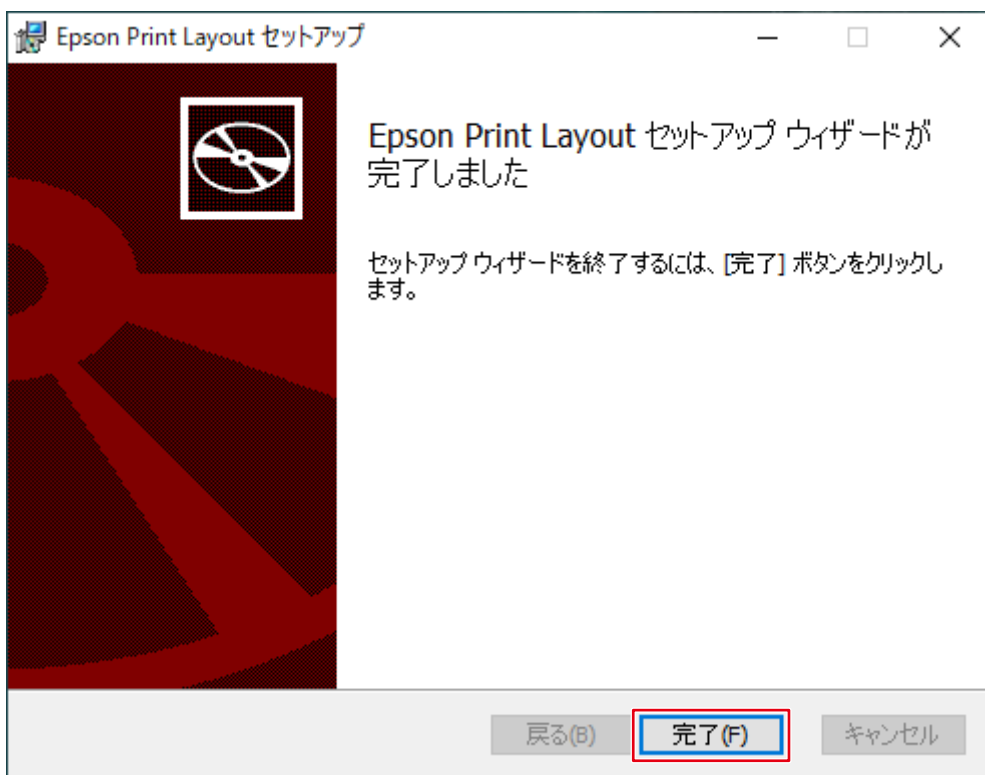 Epson Print Layout セットアップ
Epson Print Layout セットアップ ウィザードが
完了しました
セットアップ ウィザードを終了するには、[完了] ボタンをクリックし
ます。
戻る(B)
完了(F)
キャンセル